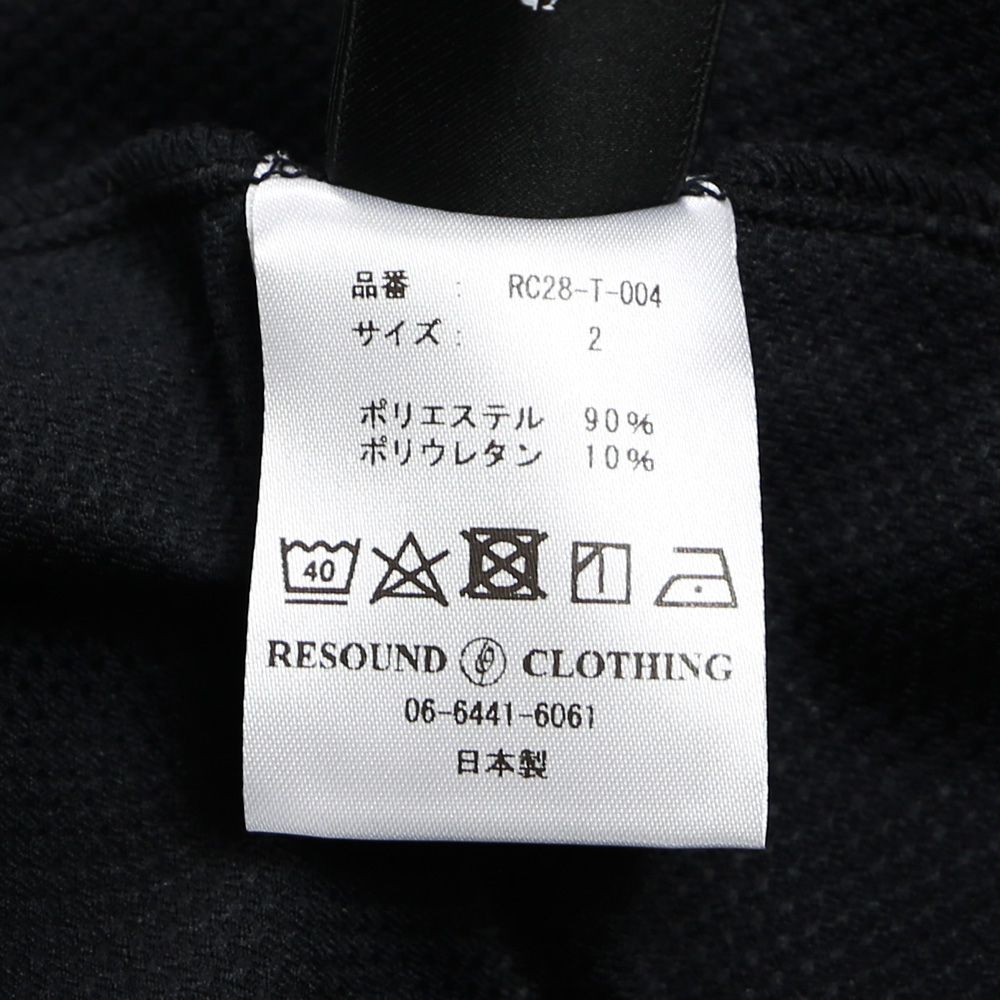 品番 : RC28-T-004
サイズ : 2
ポリエステル 90%
ポリウレタン 10%
40
RESOUND CLOTHING
06-6441-6061
日本製